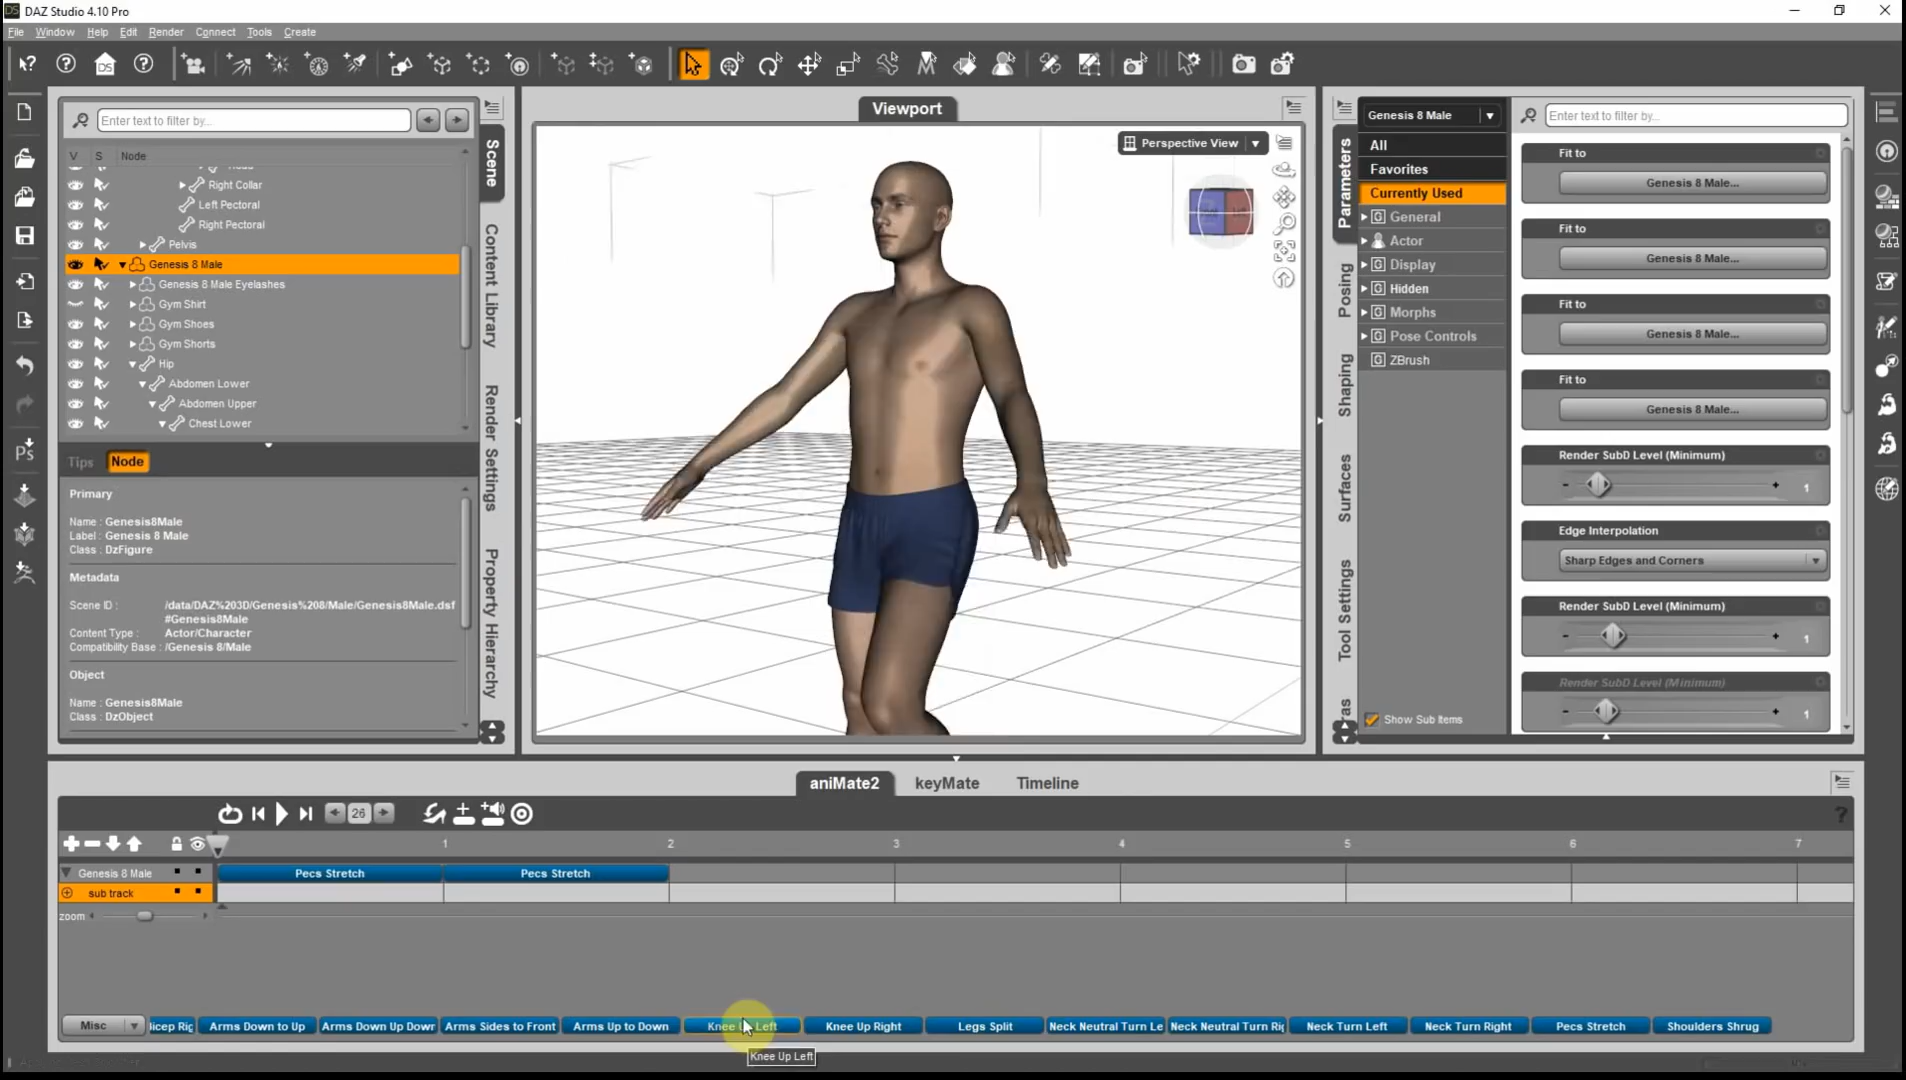 DAZ Studio 4.10 Pro
File Window Help Edit Render Connect Tools Create
Enter text to filter by...
V S Node
Right Collar
Left Pectoral
Right Pectoral
Pelvis
Genesis 8 Male
Genesis 8 Male Eyelashes
Gym Shirt
Gym Shoes
Gym Shorts
Hip
Abdomen Lower
Abdomen Upper
Chest Lower
Scene
Content Library
Render Settings
Property Hierarchy
Tips Node
Primary
Name : Genesis8Male
Label : Genesis 8 Male
Class : DzFigure
Metadata
Scene ID : /data/DAZ%203D/Genesis%208/Male/Genesis8Male.dsf
#Genesis8Male
Content Type : Actor/Character
Compatibility Base : /Genesis 8/Male
Object
Name : Genesis8Male
Class : DzObject
Viewport
Perspective View
Parameters
Posing
Shaping
Surfaces
Tool Settings
Genesis 8 Male
All
Favorites
Currently Used
General
Actor
Display
Hidden
Morphs
Pose Controls
ZBrush
Show Sub Items
Enter text to filter by...
Fit to
Genesis 8 Male...
Fit to
Genesis 8 Male...
Fit to
Genesis 8 Male...
Fit to
Genesis 8 Male...
Render SubD Level (Minimum)
1
Edge Interpolation
Sharp Edges and Corners
Render SubD Level (Minimum)
1
Render SubD Level (Minimum)
1
aniMate2 keyMate Timeline
26
1 2 3 4 5 6 7
Genesis 8 Male Pecs Stretch Pecs Stretch
sub track
zoom
Misc Arms Down to Up Arms Down Up Down Arms Sides to Front Arms Up to Down Knee Up Left Knee Up Right Legs Split Neck Neutral Turn Le Neck Neutral Turn Rig Neck Turn Left Neck Turn Right Pecs Stretch Shoulders Shrug
Knee Up Left